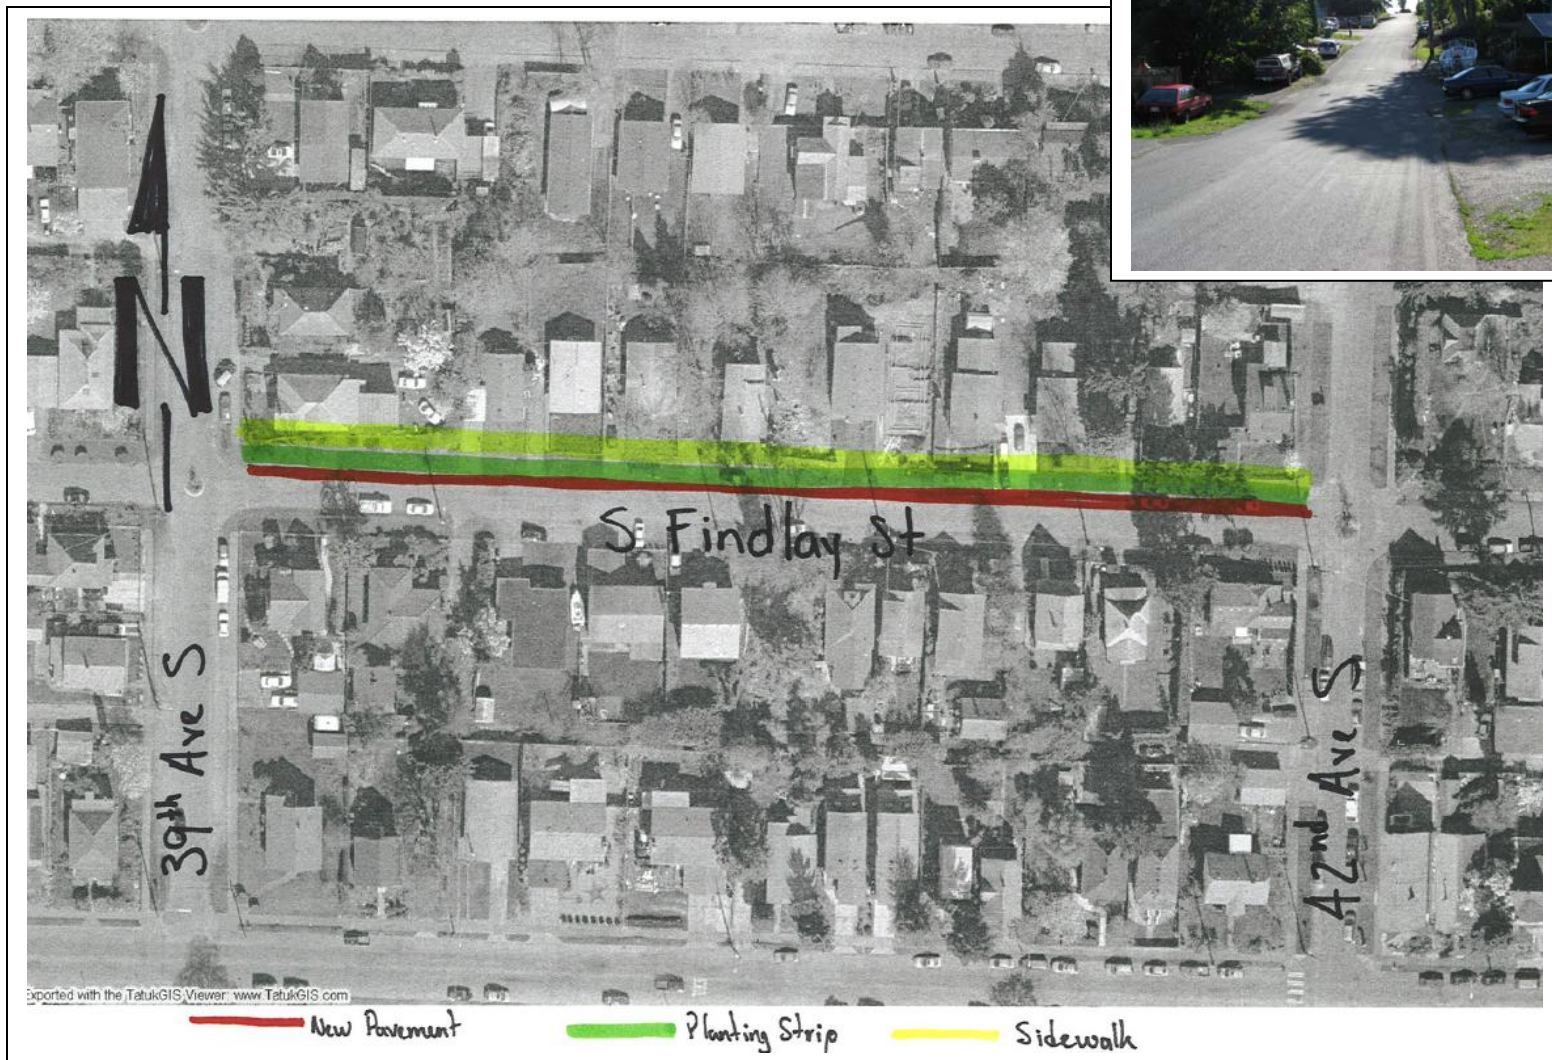 N
S Findlay St
39th Ave S
42nd Ave S
Exported with the TatukGIS Viewer: www.TatukGIS.com
New Pavement
Planting Strip
Sidewalk